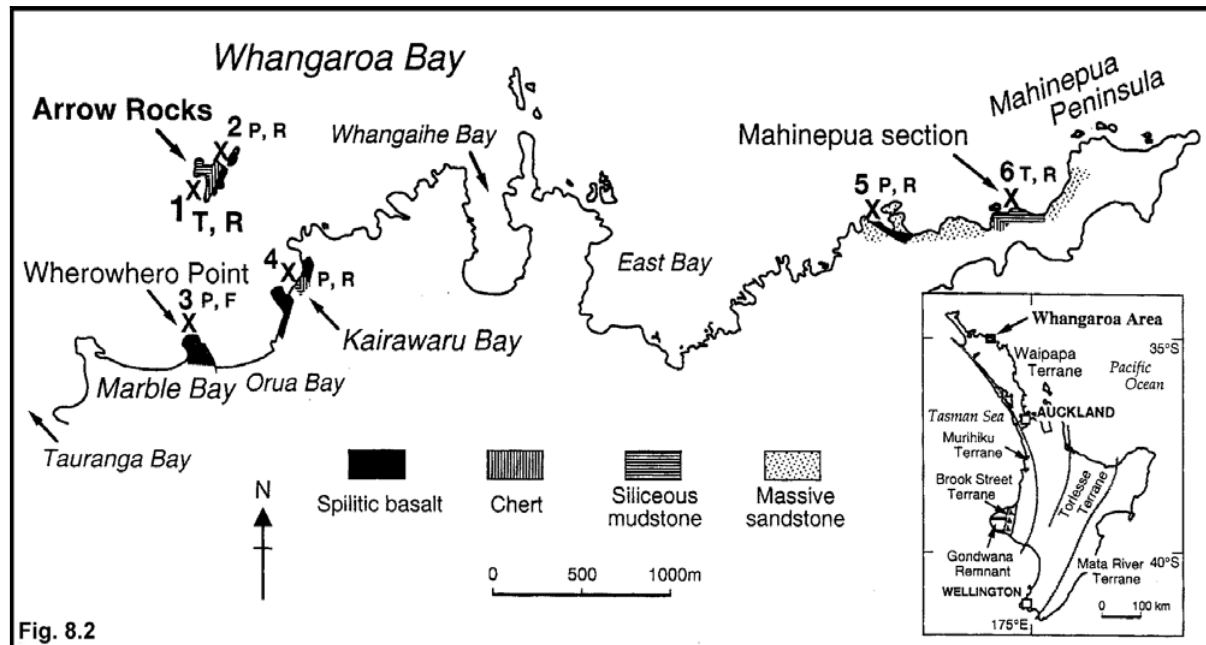 Whangaroa Bay
Mahinepua
Peninsula
Arrow Rocks
2 P, R
Whangaihe Bay
Mahinepua section
6 T, R
5 P, R
1 T, R
Wherowhero Point
4
P, R
3 P, F
East Bay
Kairawaru Bay
Marble Bay
Orua Bay
Tauranga Bay
Spilitic basalt
Chert
Siliceous
mudstone
Massive
sandstone
N
0 500 1000m
Whangaroa Area
35°S
Waipapa
Terrane
Pacific
Ocean
Tasman Sea
AUCKLAND
Murihiku
Terrane
Brook Street
Terrane
Torlesse
Terrane
Gondwana
Remnant
40°S
Mata River
Terrane
WELLINGTON
0 100 km
175°E
Fig. 8.2